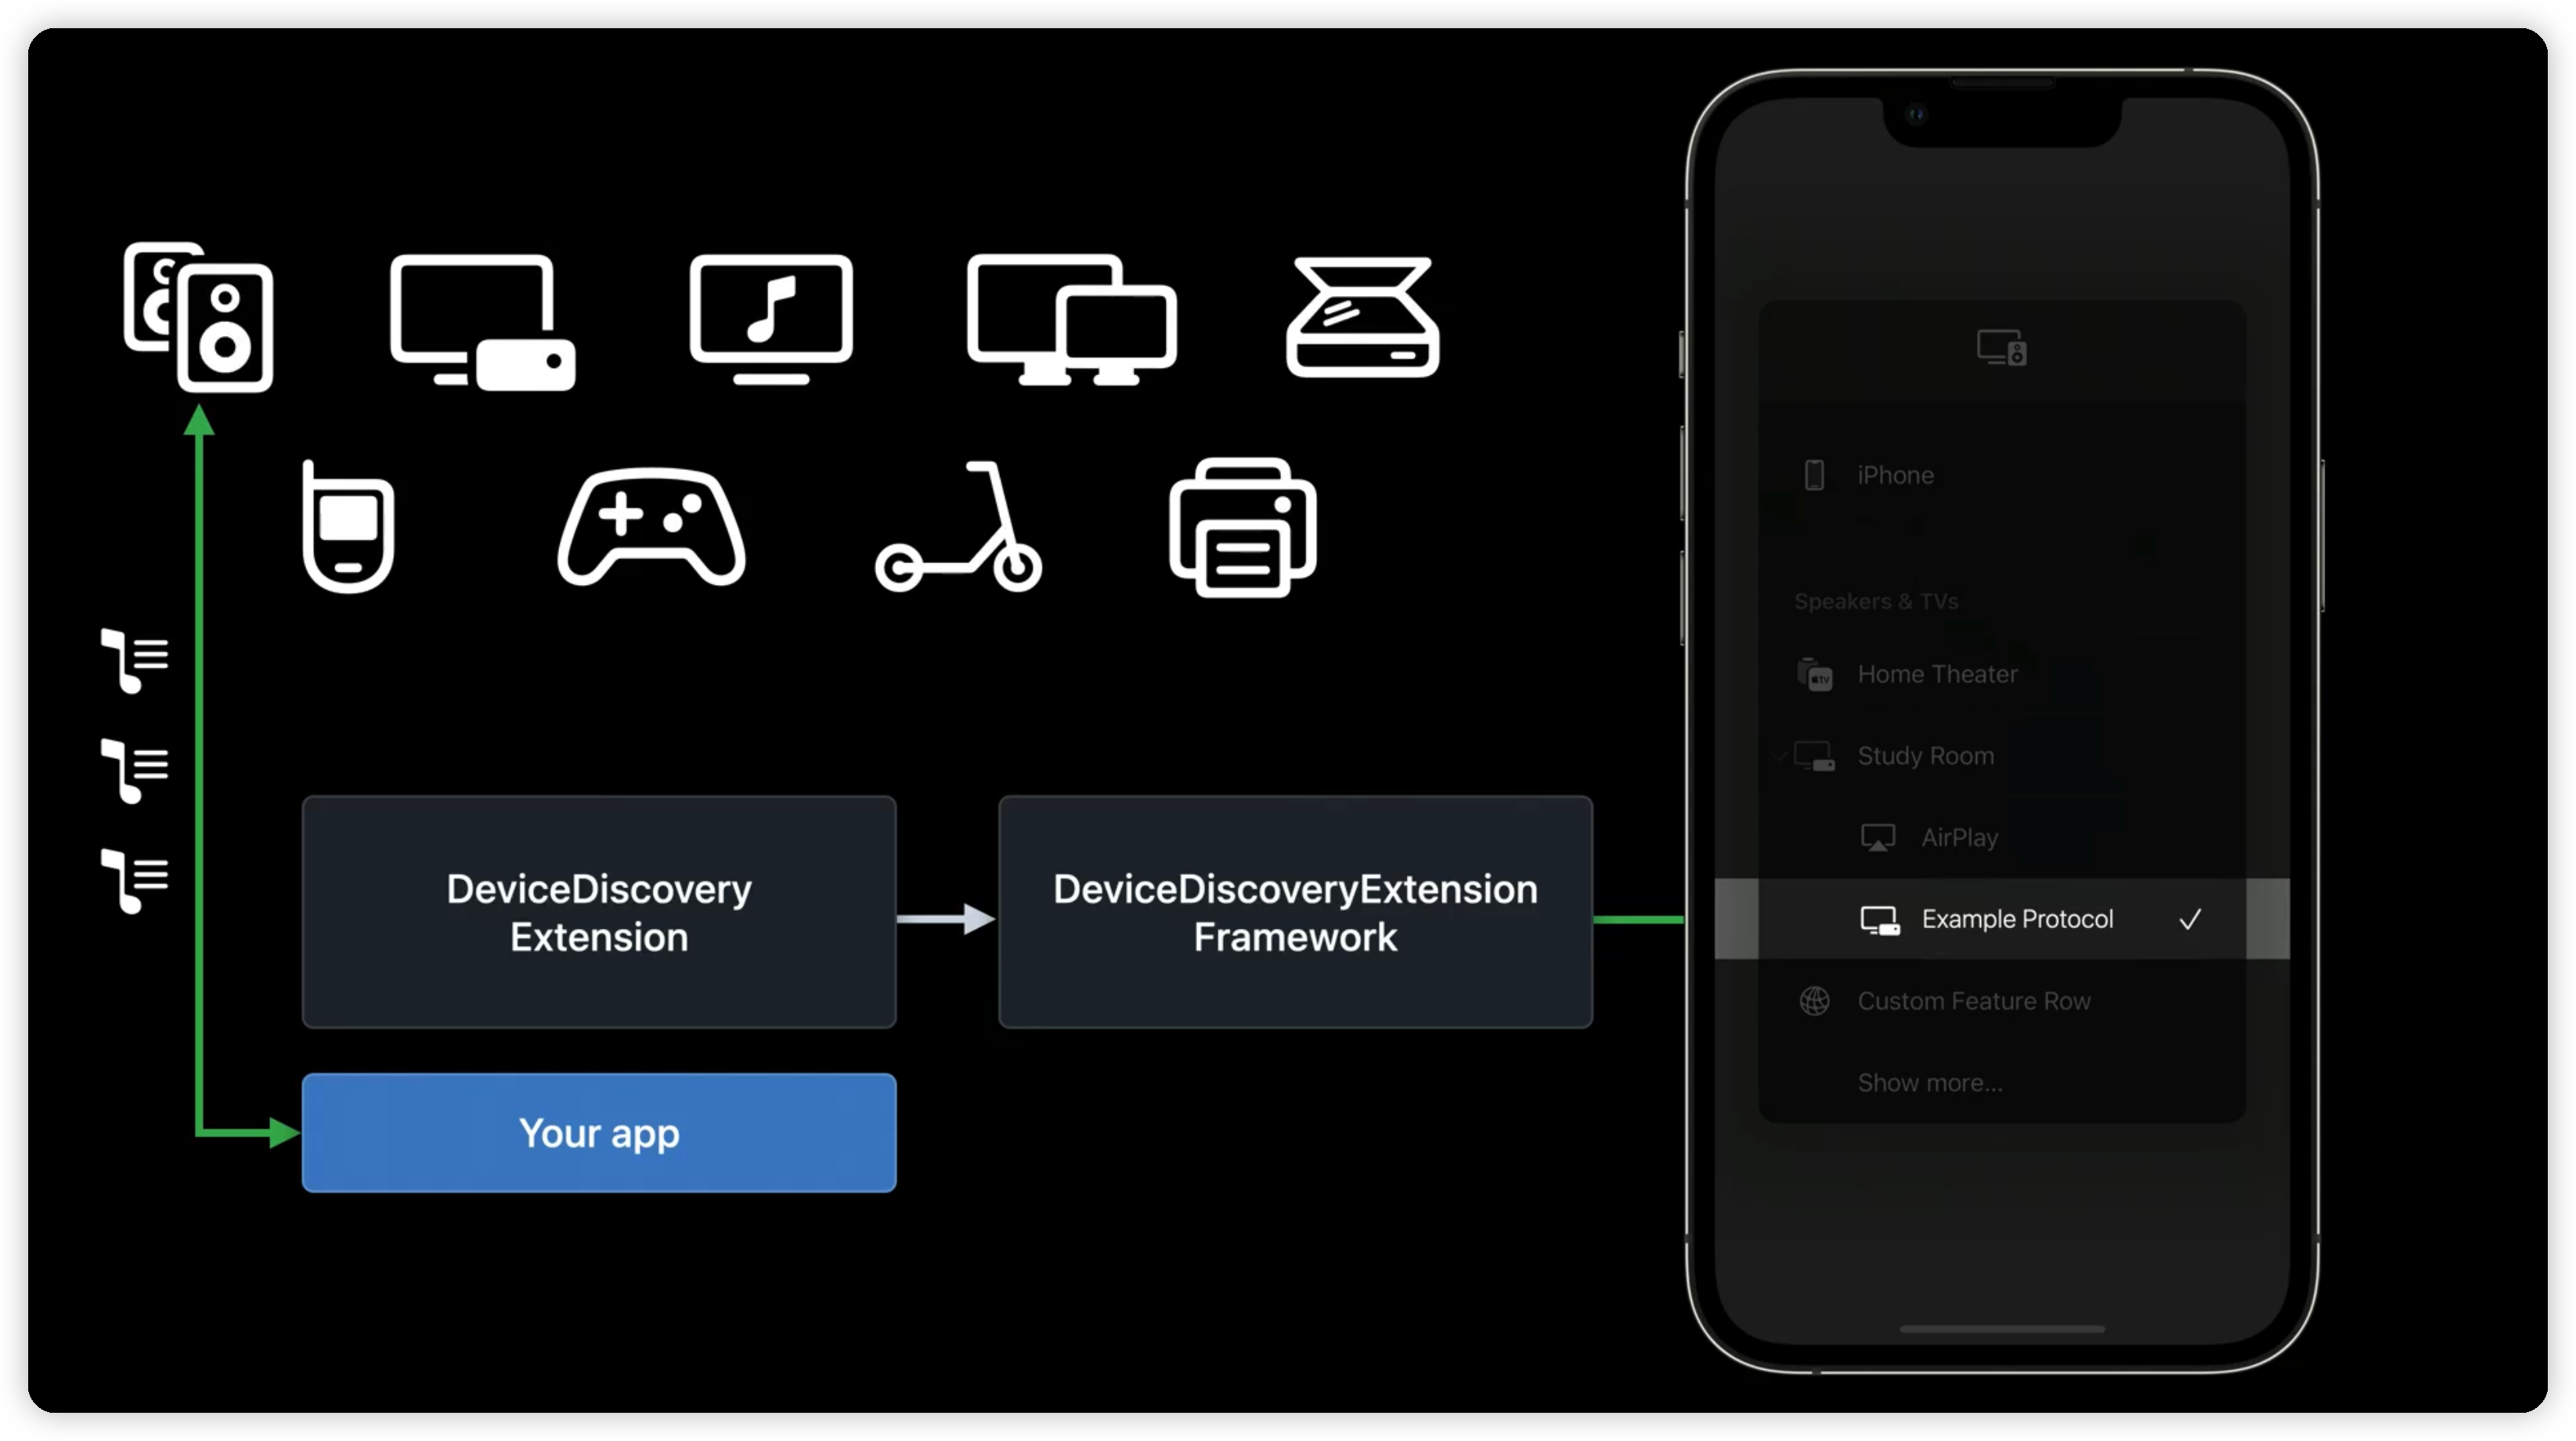 DeviceDiscovery
Extension
DeviceDiscoveryExtension
Framework
Your app
iPhone
Speakers & TVs
Home Theater
tv
Study Room
AirPlay
Example Protocol
Custom Feature Row
Show more...